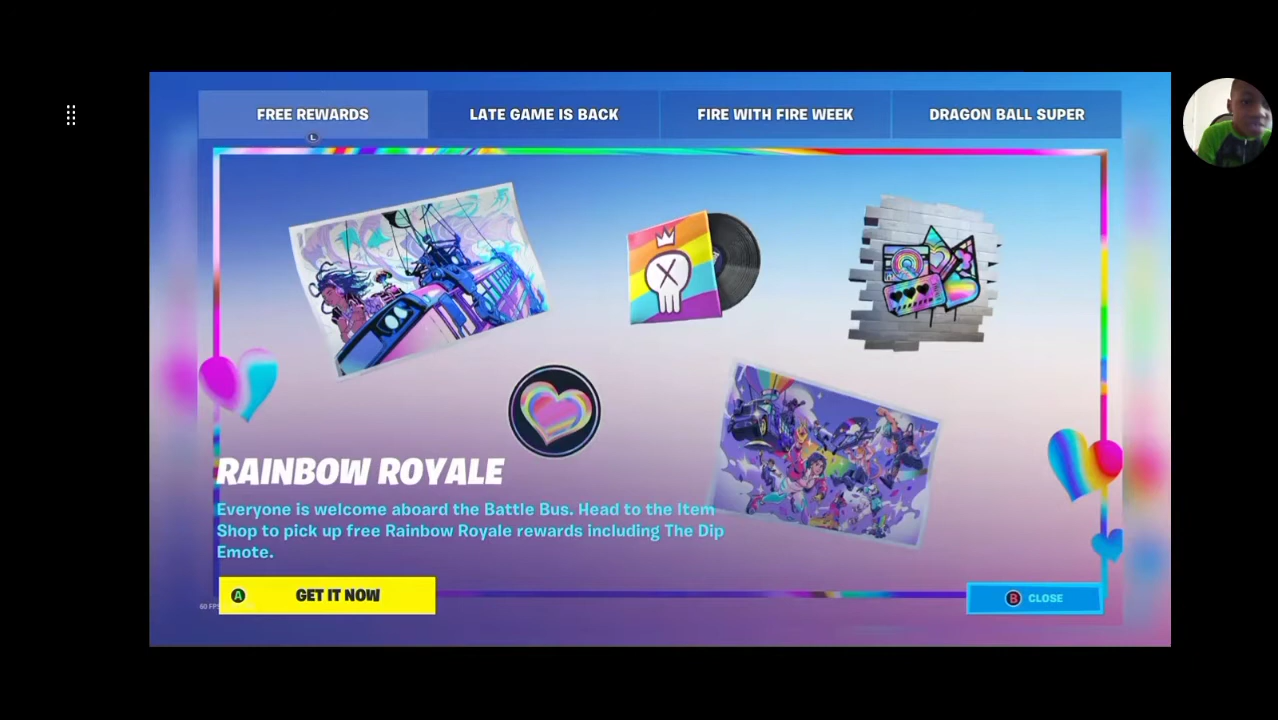 FREE REWARDS
LATE GAME IS BACK
FIRE WITH FIRE WEEK
DRAGON BALL SUPER
L
RAINBOW ROYALE
Everyone is welcome aboard the Battle Bus. Head to the Item
Shop to pick up free Rainbow Royale rewards including The Dip
Emote.
A GET IT NOW
B CLOSE
60 FPS